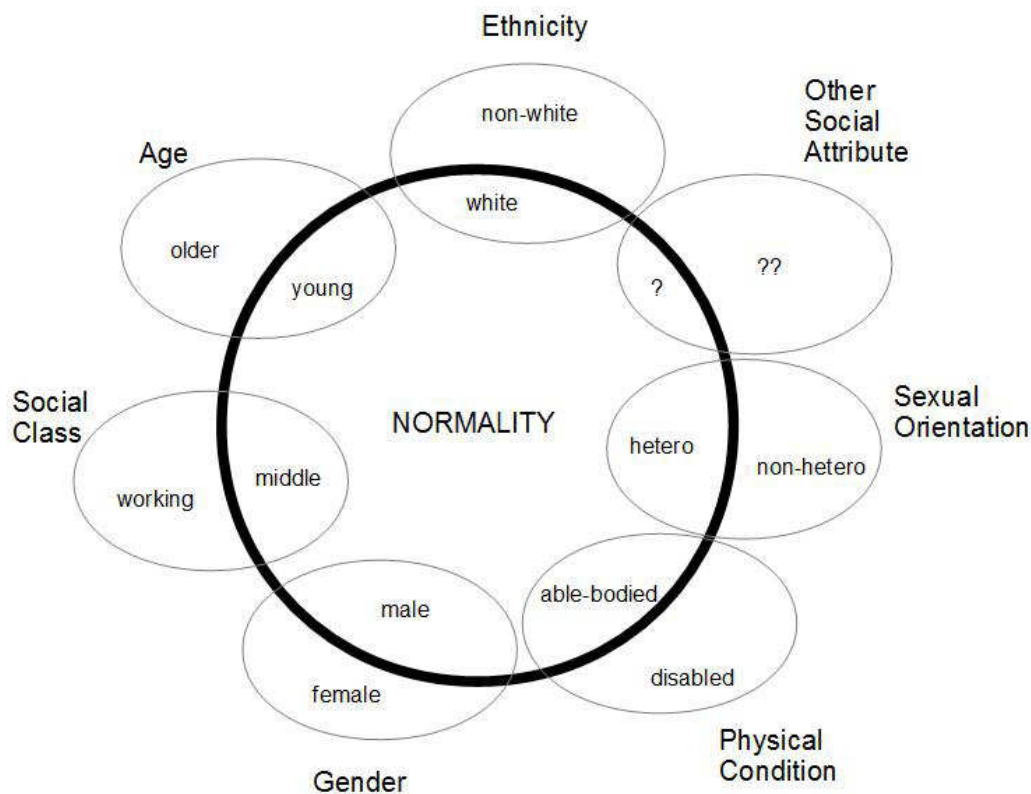 Ethnicity
non-white
white
Other
Social
Attribute
?
??
Age
older
young
Social
Class
working
middle
NORMALITY
Sexual
Orientation
hetero
non-hetero
male
female
Gender
able-bodied
disabled
Physical
Condition